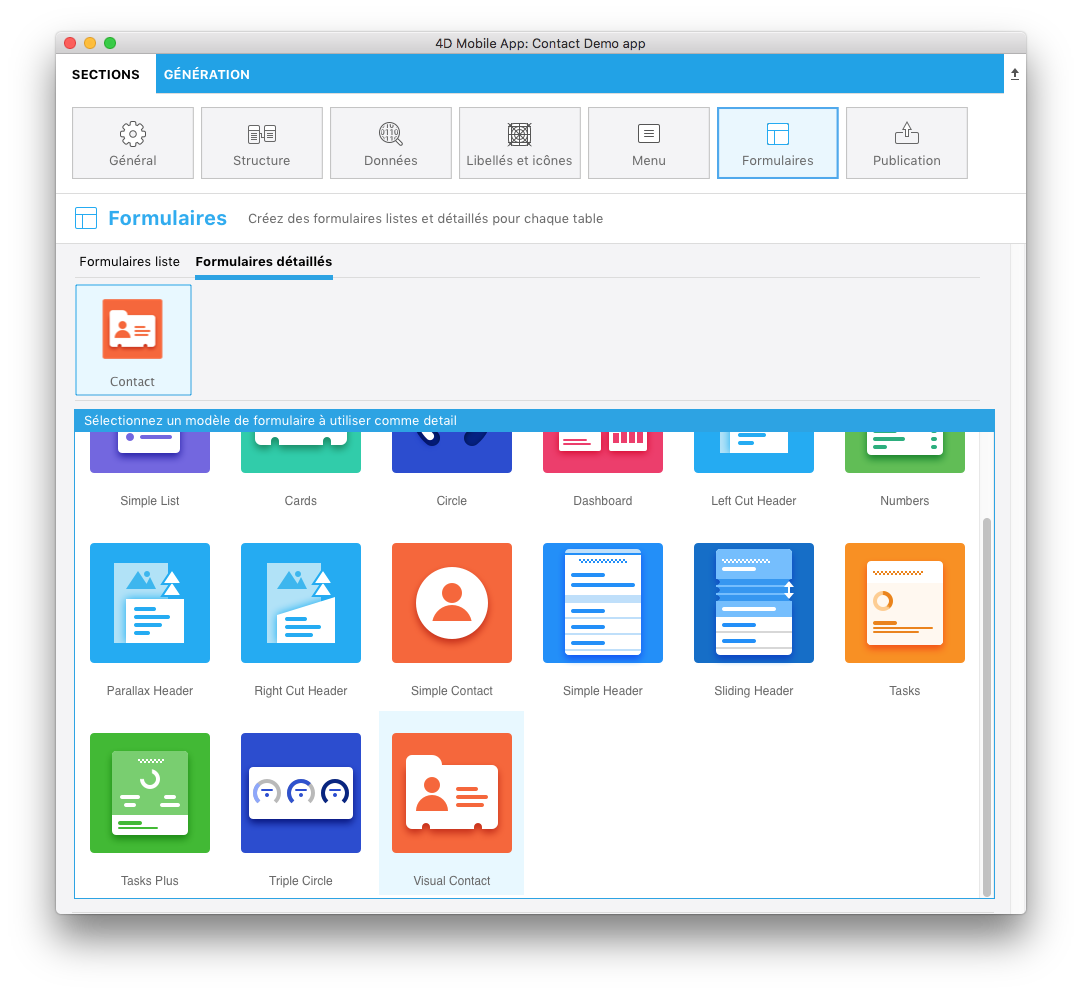 4D Mobile App: Contact Demo app
SECTIONS GÉNÉRATION
Général Structure Données Libellés et icônes Menu Formulaires Publication
Formulaires Créez des formulaires listes et détaillés pour chaque table
Formulaires liste Formulaires détaillés
Contact
Sélectionnez un modèle de formulaire à utiliser comme detail
Simple List Cards Circle Dashboard Left Cut Header Numbers
Parallax Header Right Cut Header Simple Contact Simple Header Sliding Header Tasks
Tasks Plus Triple Circle Visual Contact